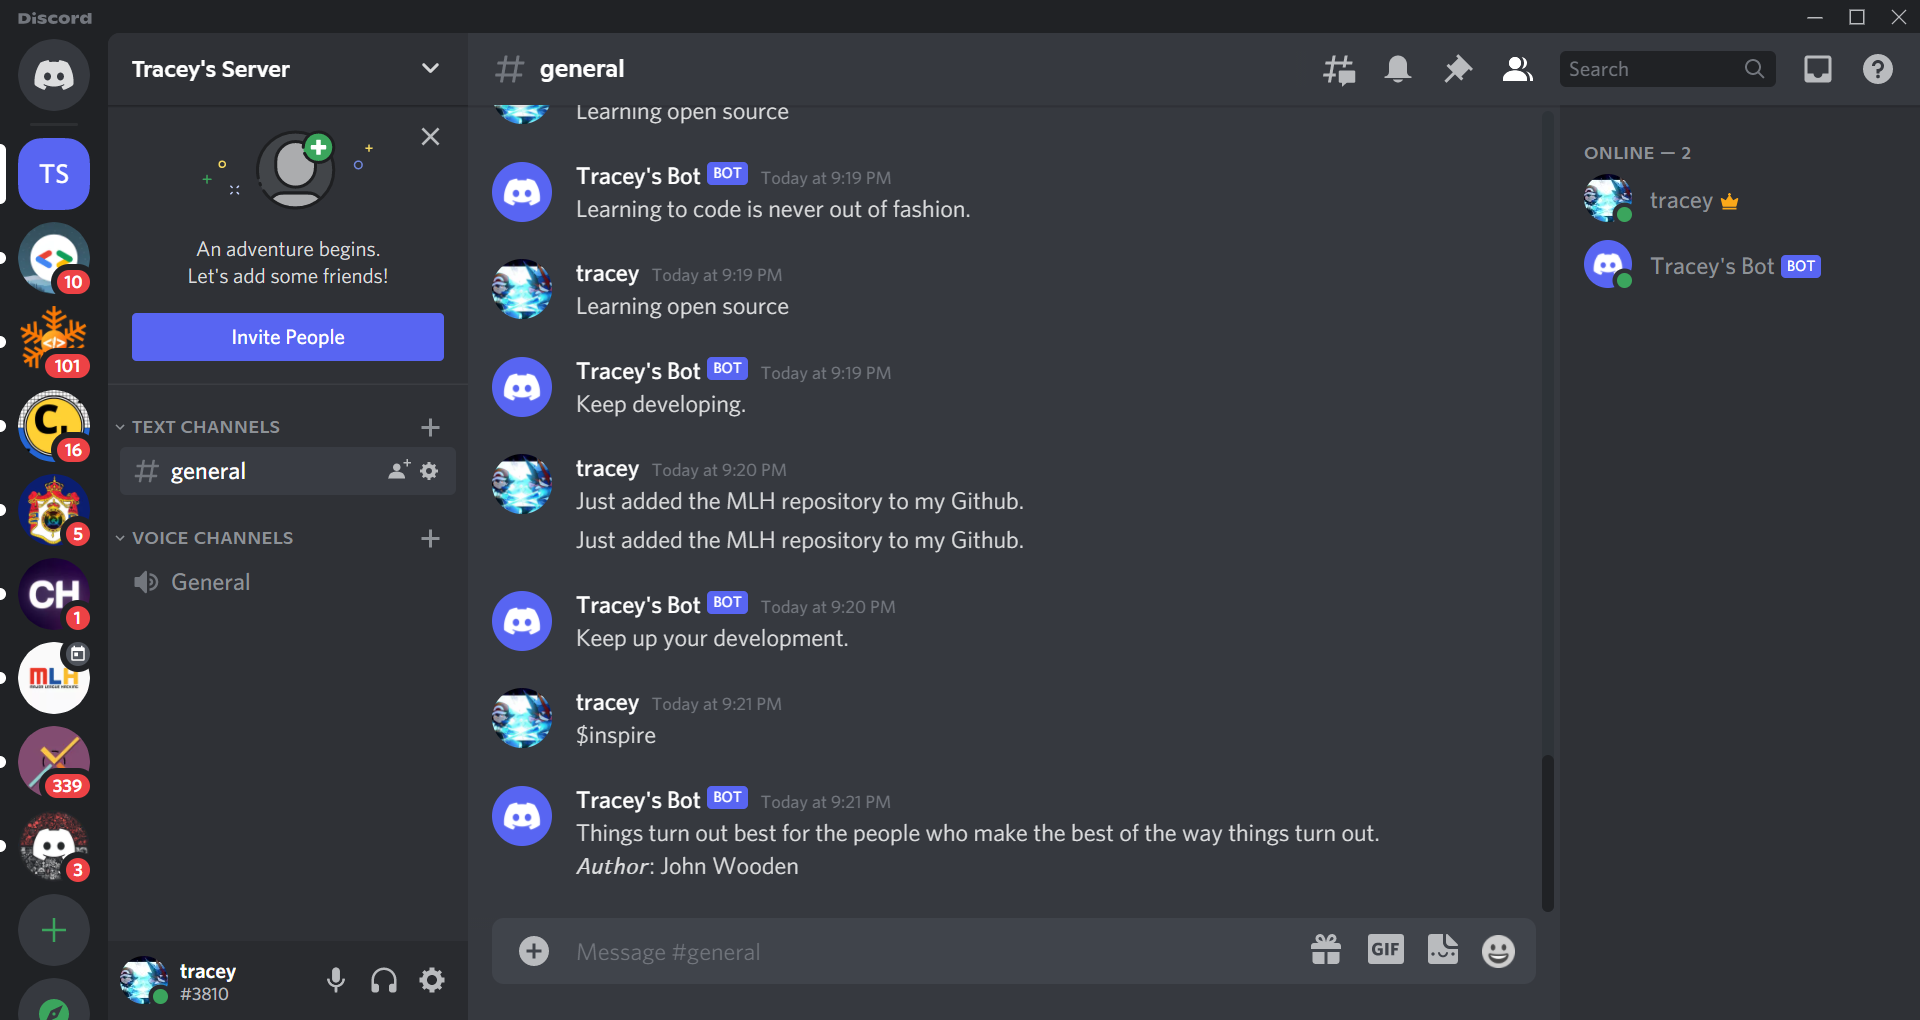 Discord
TS
10
</>
101
C.
16
5
CH
1
MLH
MAJOR LEAGUE HACKING
339
3
Tracey's Server
An adventure begins.
Let's add some friends!
Invite People
TEXT CHANNELS
general
VOICE CHANNELS
General
tracey
#3810
general
Search
Learning open source
Tracey's Bot BOT Today at 9:19 PM
Learning to code is never out of fashion.
tracey Today at 9:19 PM
Learning open source
Tracey's Bot BOT Today at 9:19 PM
Keep developing.
tracey Today at 9:20 PM
Just added the MLH repository to my Github.
Just added the MLH repository to my Github.
Tracey's Bot BOT Today at 9:20 PM
Keep up your development.
tracey Today at 9:21 PM
$inspire
Tracey's Bot BOT Today at 9:21 PM
Things turn out best for the people who make the best of the way things turn out.
Author: John Wooden
Message #general
GIF
ONLINE — 2
tracey
Tracey's Bot BOT